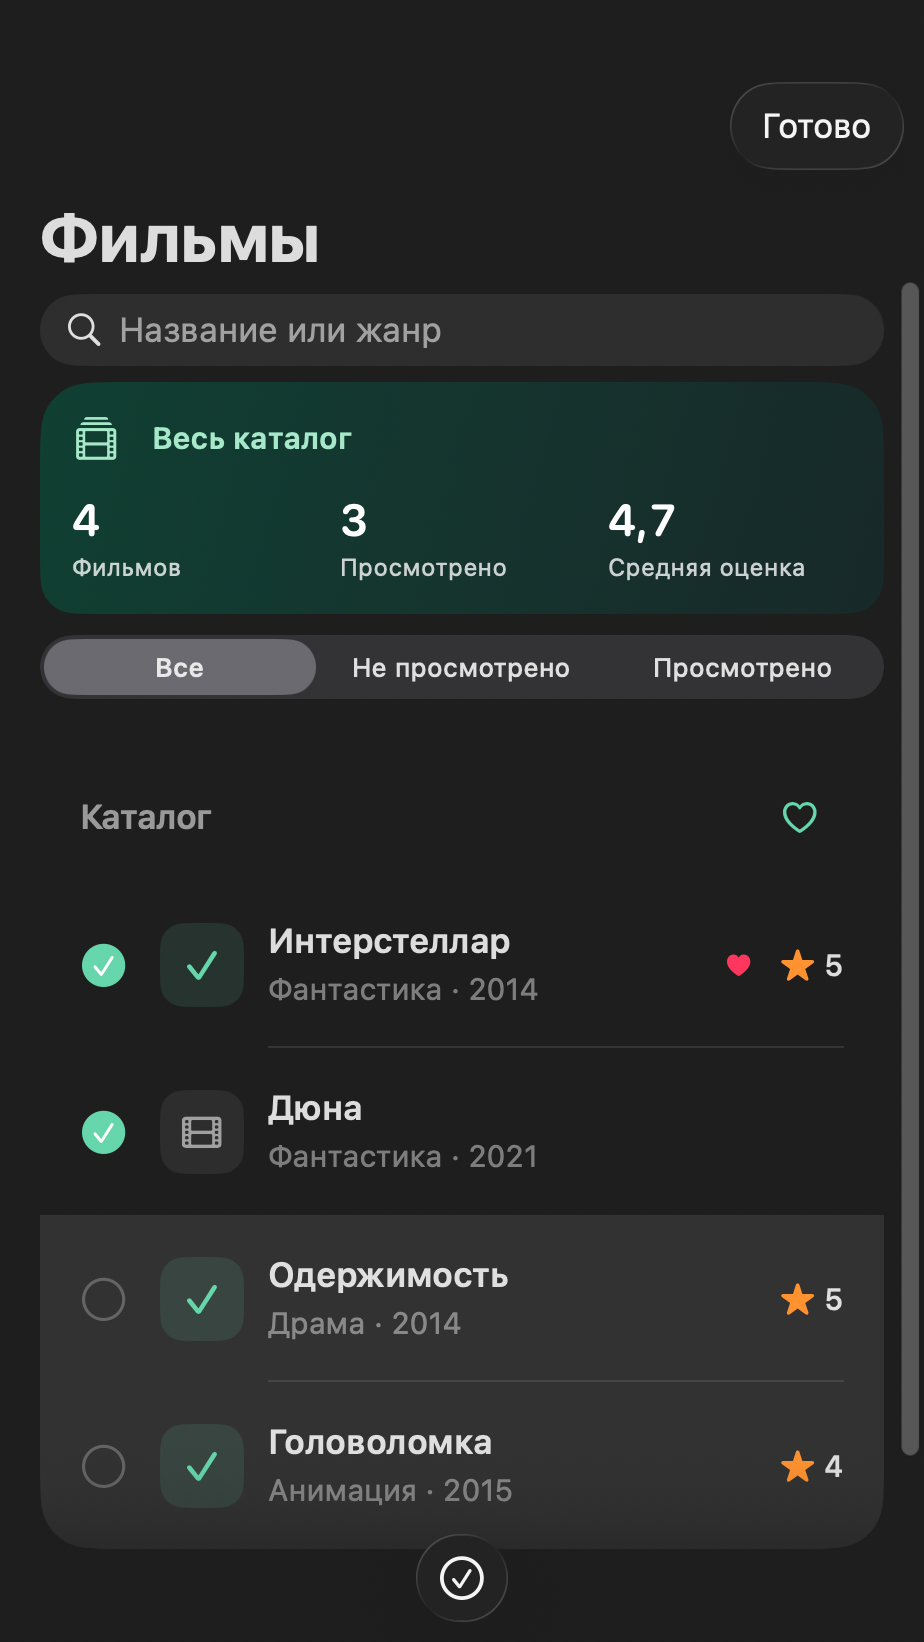 Готово
Фильмы
Название или жанр
Весь каталог
4 3 4,7
Фильмов Просмотрено Средняя оценка
Все Не просмотрено Просмотрено
Каталог
Интерстеллар
Фантастика · 2014
5
Дюна
Фантастика · 2021
Одержимость
Драма · 2014
5
Головоломка
Анимация · 2015
4